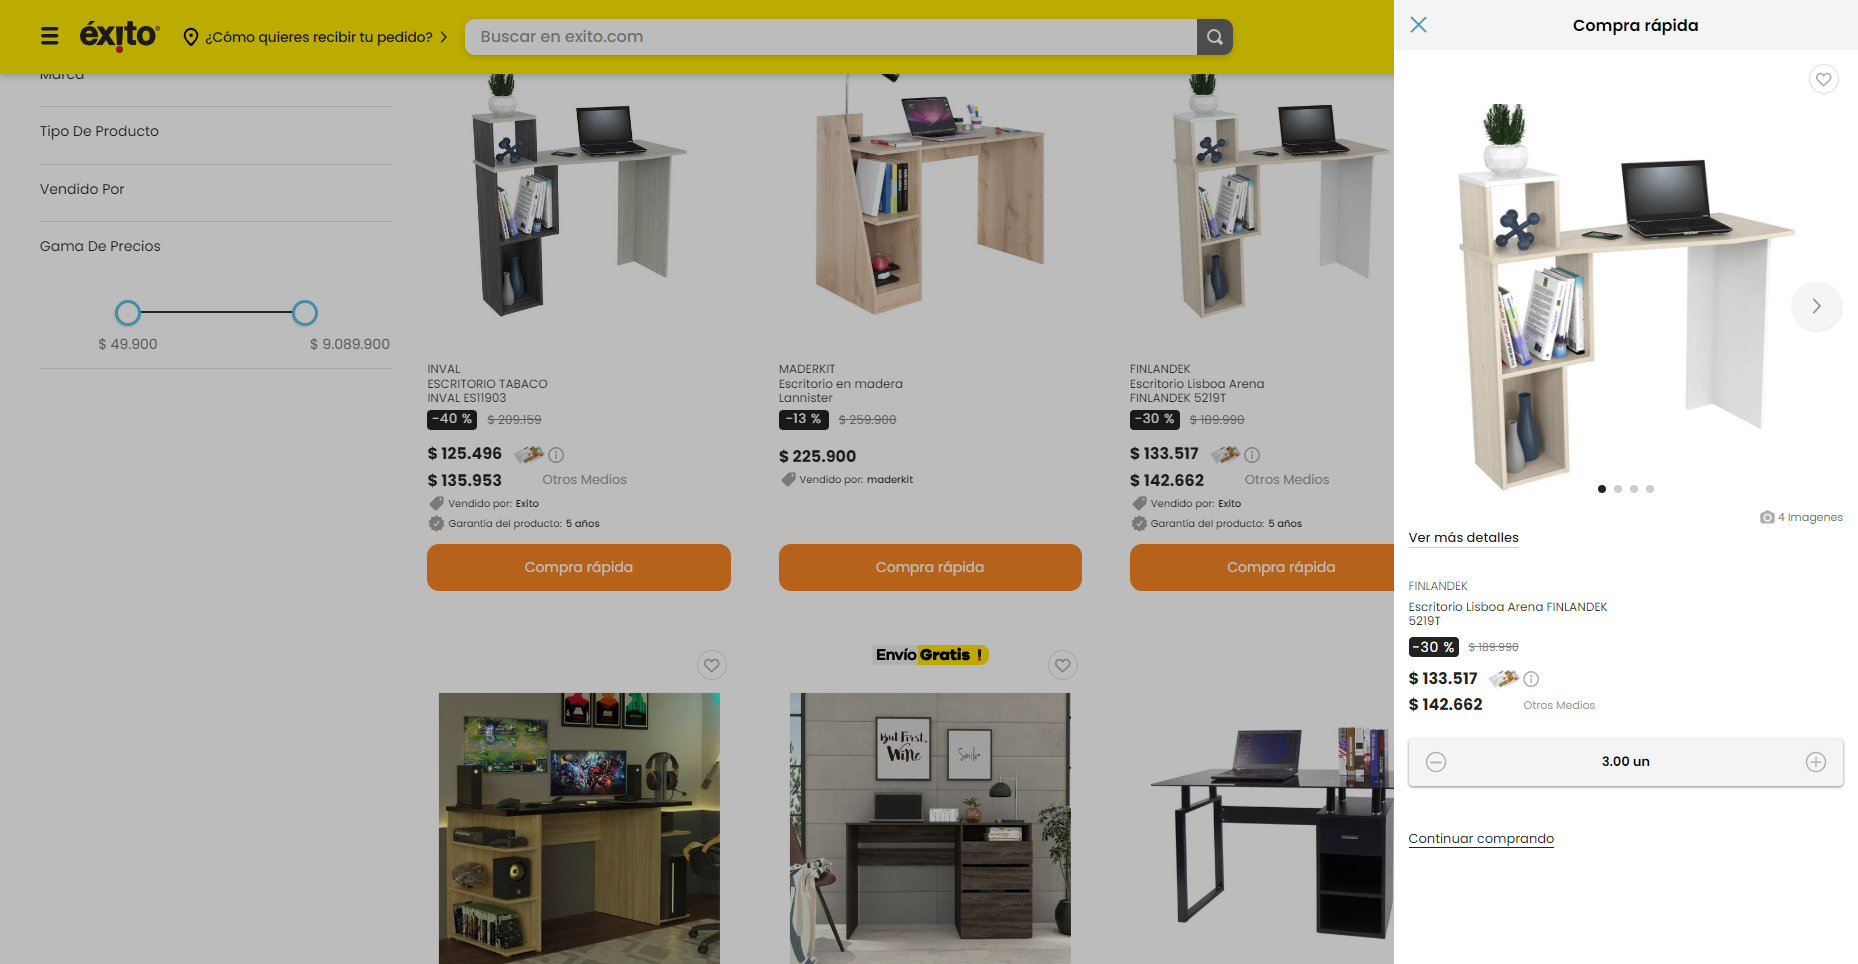 éxito
¿Cómo quieres recibir tu pedido?
Buscar en exito.com
Compra rápida
Marca
Tipo De Producto
Vendido Por
Gama De Precios
$ 49.900
$ 9.089.900
INVAL
ESCRITORIO TABACO
INVAL ES11903
-40 %
$ 209.159
$ 125.496
$ 135.953
Otros Medios
Vendido por: Exito
Garantía del producto: 5 años
Compra rápida
MADERKIT
Escritorio en madera
Lannister
-13 %
$ 259.900
$ 225.900
Vendido por: maderkit
Compra rápida
FINLANDEK
Escritorio Lisboa Arena
FINLANDEK 5219T
-30 %
$ 189.990
$ 133.517
$ 142.662
Otros Medios
Vendido por: Exito
Garantía del producto: 5 años
Compra rápida
Envío Gratis !
But First,
Wine
Smile
4 Imagenes
Ver más detalles
FINLANDEK
Escritorio Lisboa Arena FINLANDEK
5219T
-30 %
$ 189.990
$ 133.517
$ 142.662
Otros Medios
3.00 un
Continuar comprando